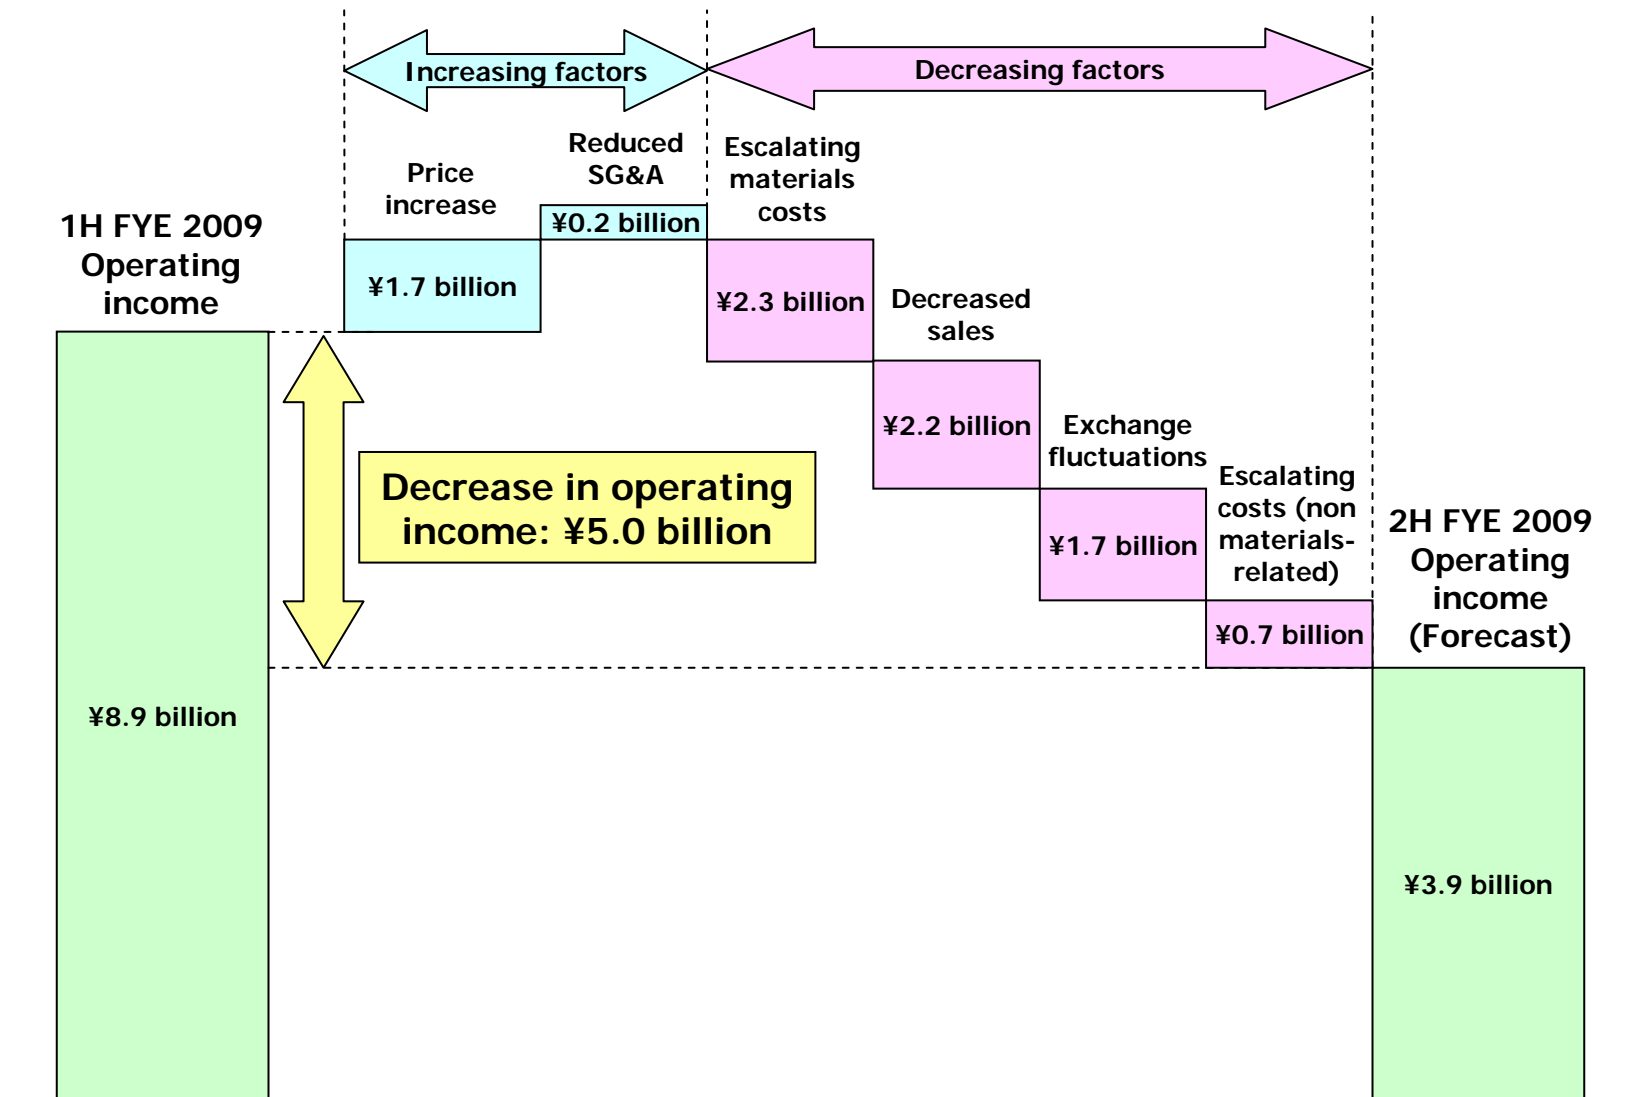 Increasing factors
Decreasing factors
Price
increase
Reduced
SG&A
Escalating
materials
costs
1H FYE 2009
Operating
income
¥0.2 billion
¥1.7 billion
¥2.3 billion
Decreased
sales
¥2.2 billion
Exchange
fluctuations
Escalating
costs (non
materials-
related)
Decrease in operating
income: ¥5.0 billion
¥1.7 billion
2H FYE 2009
Operating
income
(Forecast)
¥0.7 billion
¥8.9 billion
¥3.9 billion